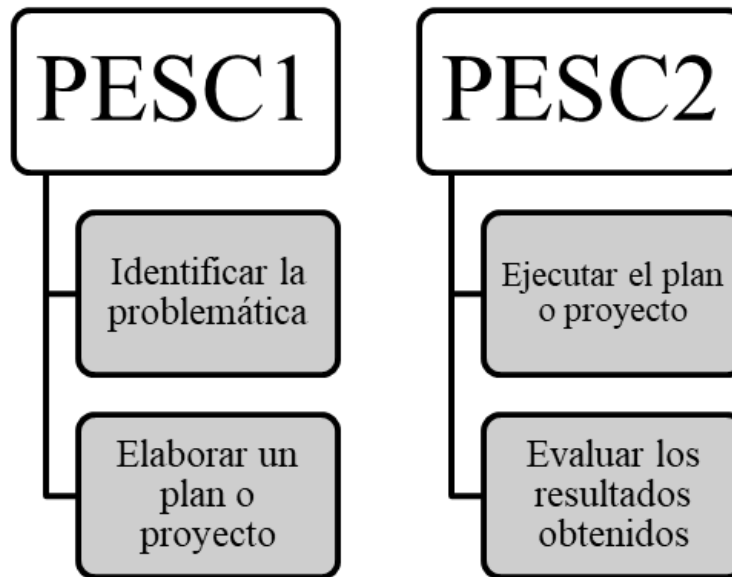 PESC1
Identificar la
problemática
Elaborar un
plan o
proyecto
PESC2
Ejecutar el plan
o proyecto
Evaluar los
resultados
obtenidos